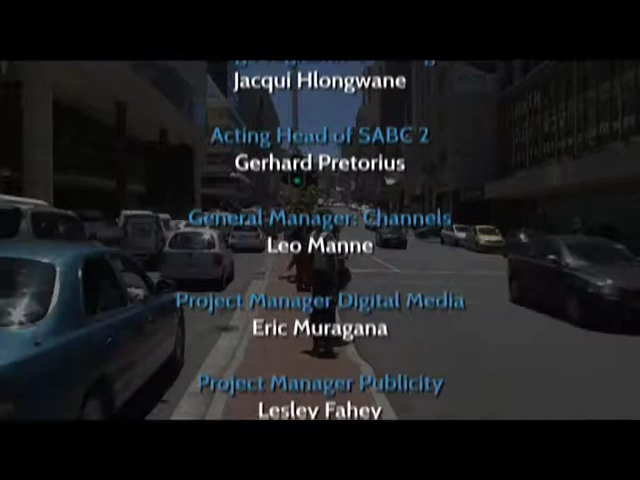 Jacqui Hlongwane
Acting Head of SABC 2
Gerhard Pretorius
General Manager: Channels
Leo Manne
Project Manager Digital Media
Eric Muragana
Project Manager Publicity
Lesley Fahey